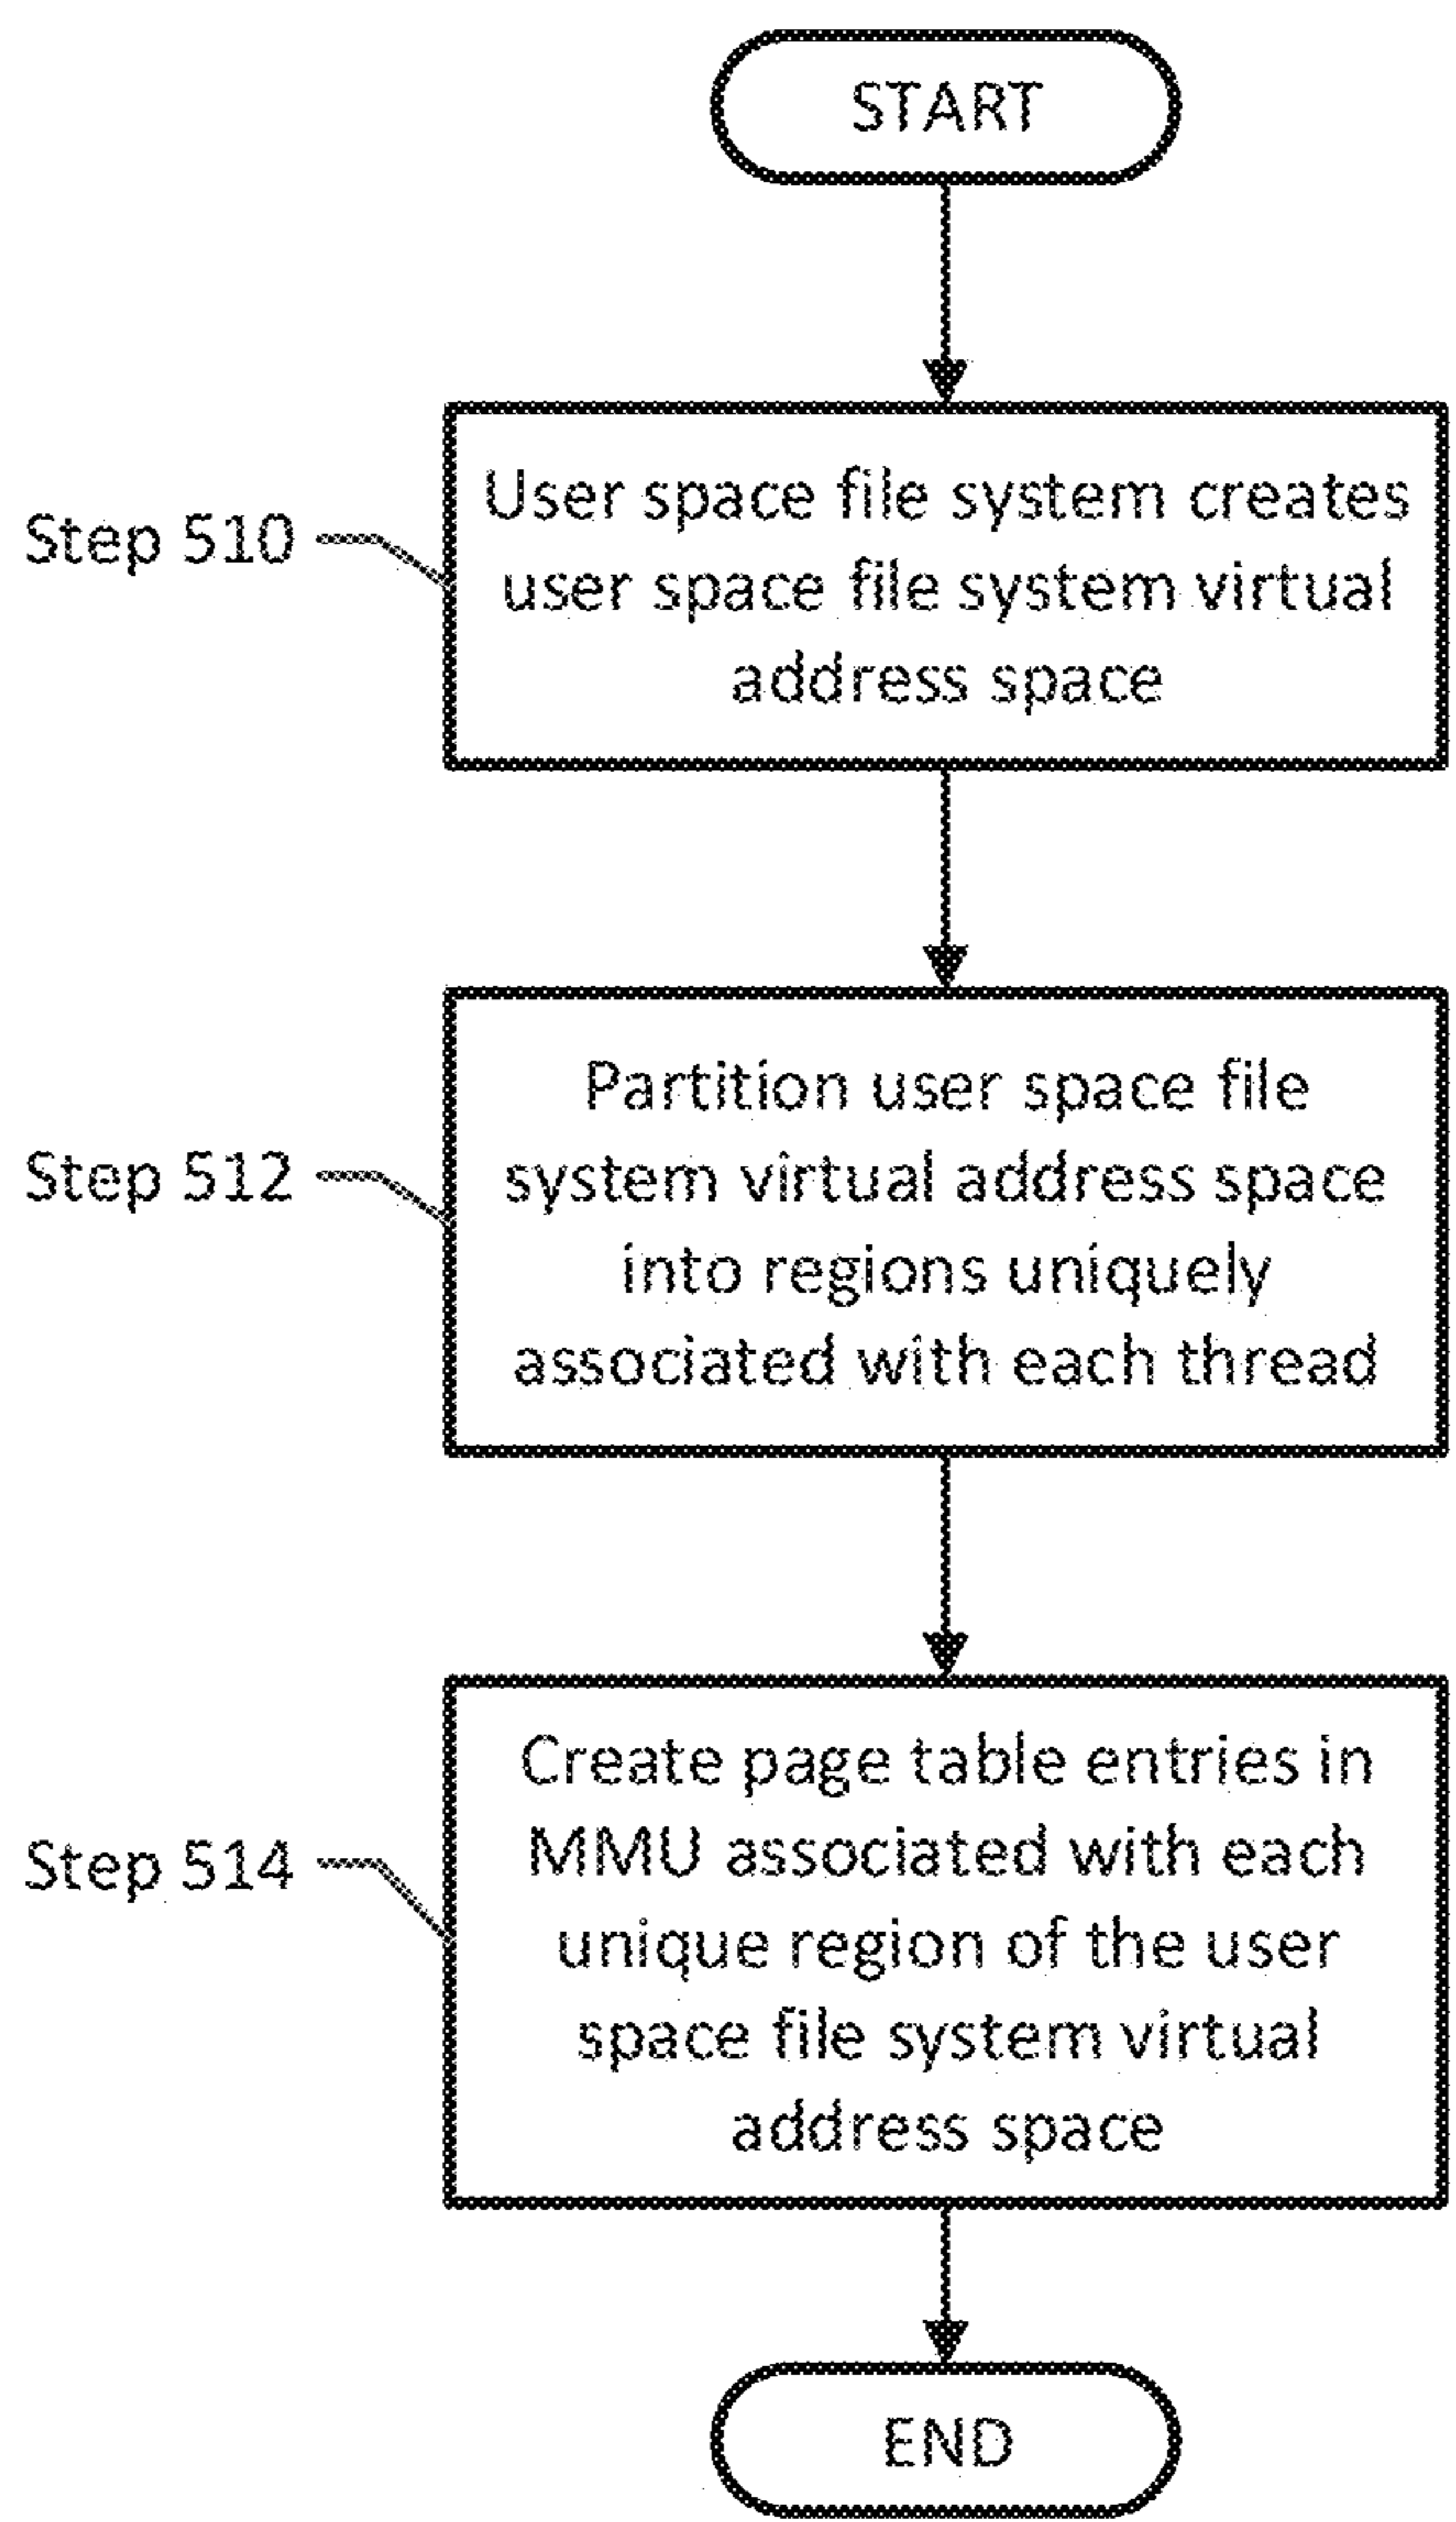 START
Step 510
User space file system creates
user space file system virtual
address space
Step 512
Partition user space file
system virtual address space
into regions uniquely
associated with each thread
Step 514
Create page table entries in
MMU associated with each
unique region of the user
space file system virtual
address space
END